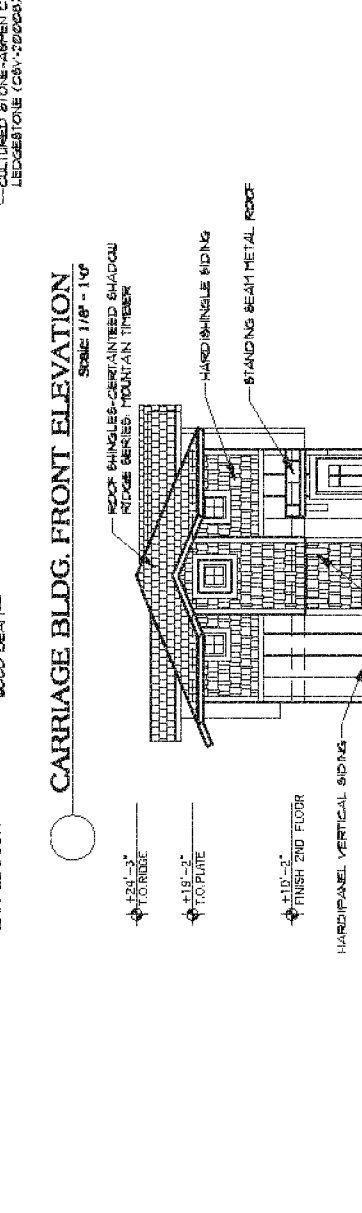 CULTURED STONE-ASPEN
LEDGESTONE
CARRIAGE BLDG. FRONT ELEVATION
SCALE: 1/8" = 1'-0"
ROOF SHINGLES-CERTAINTEED SHADOW
RIDGE SERIES: MOUNTAIN TIMBER
HARDISHINGLE SIDING
STANDING SEAM METAL ROOF
+24'-3"
T.O.RIDGE
+19'-2"
T.O.PLATE
+10'-2"
FINISH 2ND FLOOR
HARDIPANEL VERTICAL SIDING